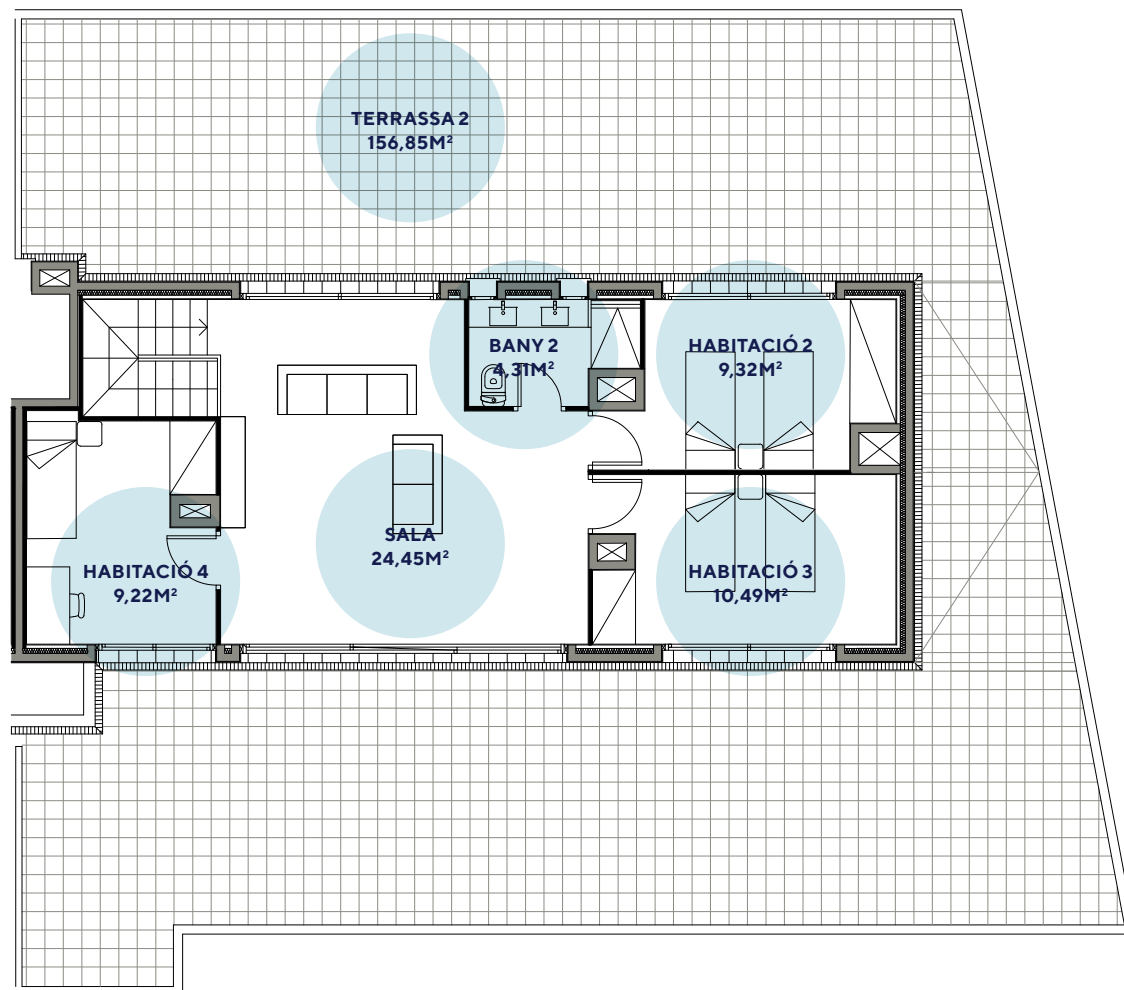 TERRASSA 2
156,85M²
BANY 2
4,31M²
HABITACIÓ 2
9,32M²
SALA
24,45M²
HABITACIÓ 4
9,22M²
HABITACIÓ 3
10,49M²